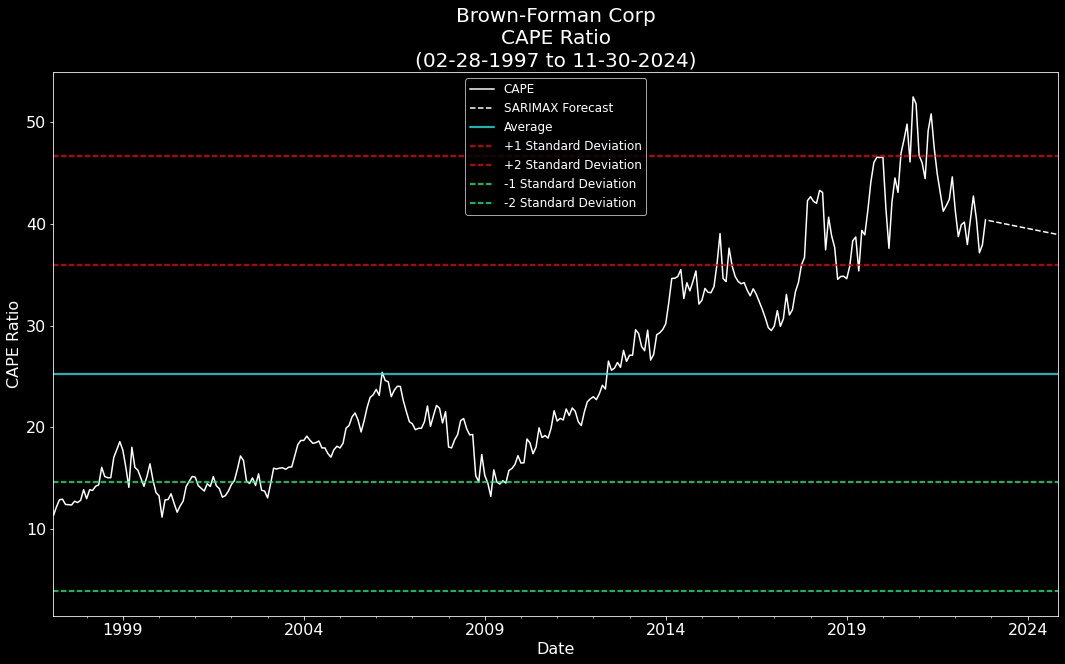 Brown-Forman Corp
CAPE Ratio
(02-28-1997 to 11-30-2024)
CAPE
SARIMAX Forecast
Average
+1 Standard Deviation
+2 Standard Deviation
-1 Standard Deviation
-2 Standard Deviation
50
40
30
20
10
CAPE Ratio
1999
2004
2009
2014
2019
2024
Date